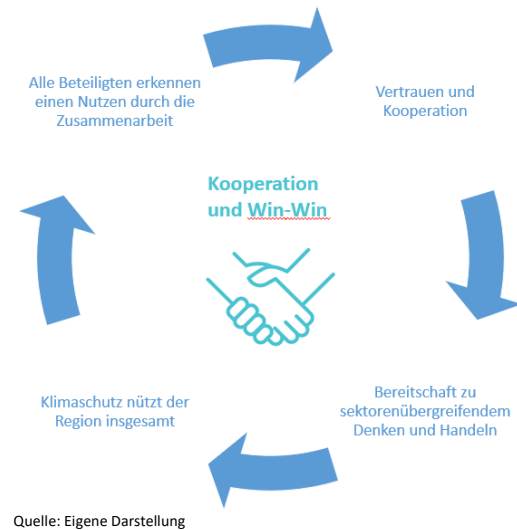 Alle Beteiligten erkennen
einen Nutzen durch die
Zusammenarbeit
Vertrauen und
Kooperation
Kooperation
und Win-Win
Bereitschaft zu
sektorenübergreifendem
Denken und Handeln
Klimaschutz nützt der
Region insgesamt
Quelle: Eigene Darstellung